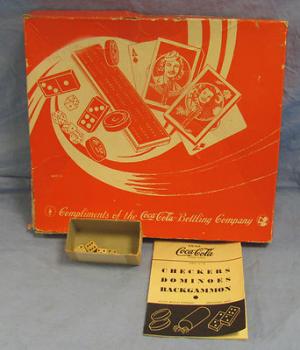 Compliments of the Coca-Cola Bottling Company
Coca-Cola
CHECKERS
DOMINOES
BACKGAMMON